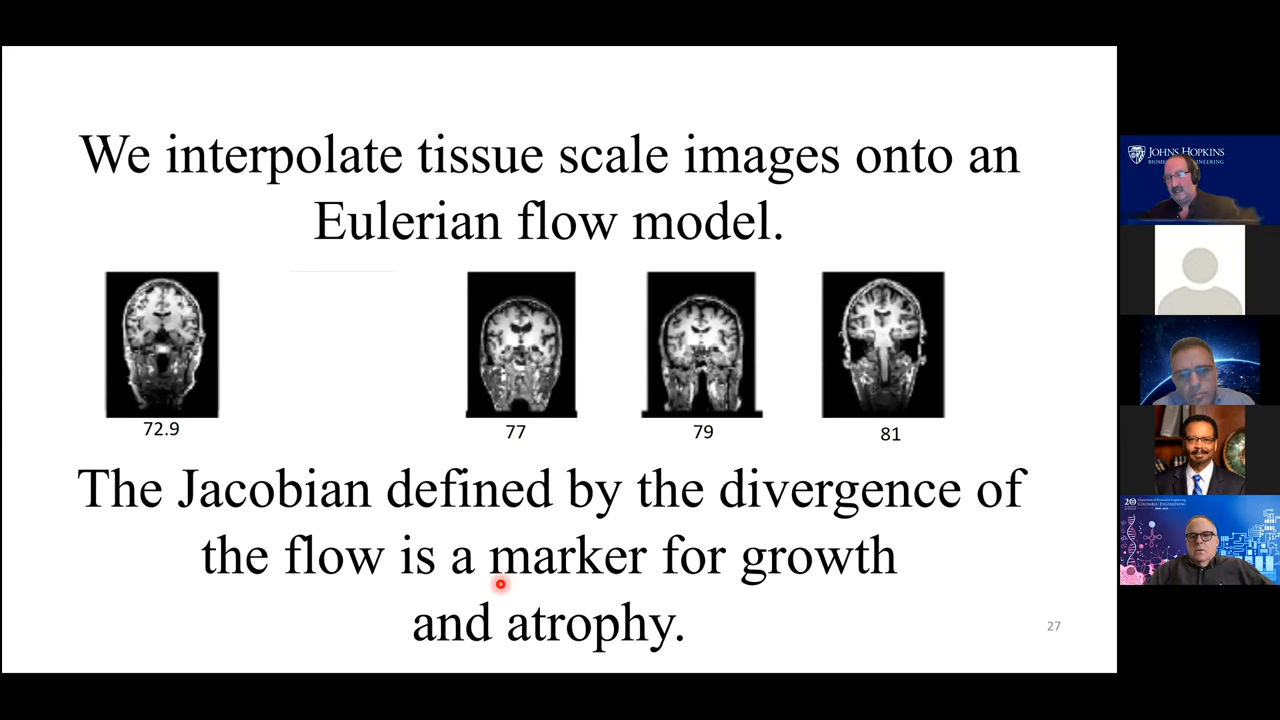 We interpolate tissue scale images onto an
Eulerian flow model.
72.9
77
79
81
The Jacobian defined by the divergence of
the flow is a marker for growth
and atrophy.
27
JOHNS HOPKINS